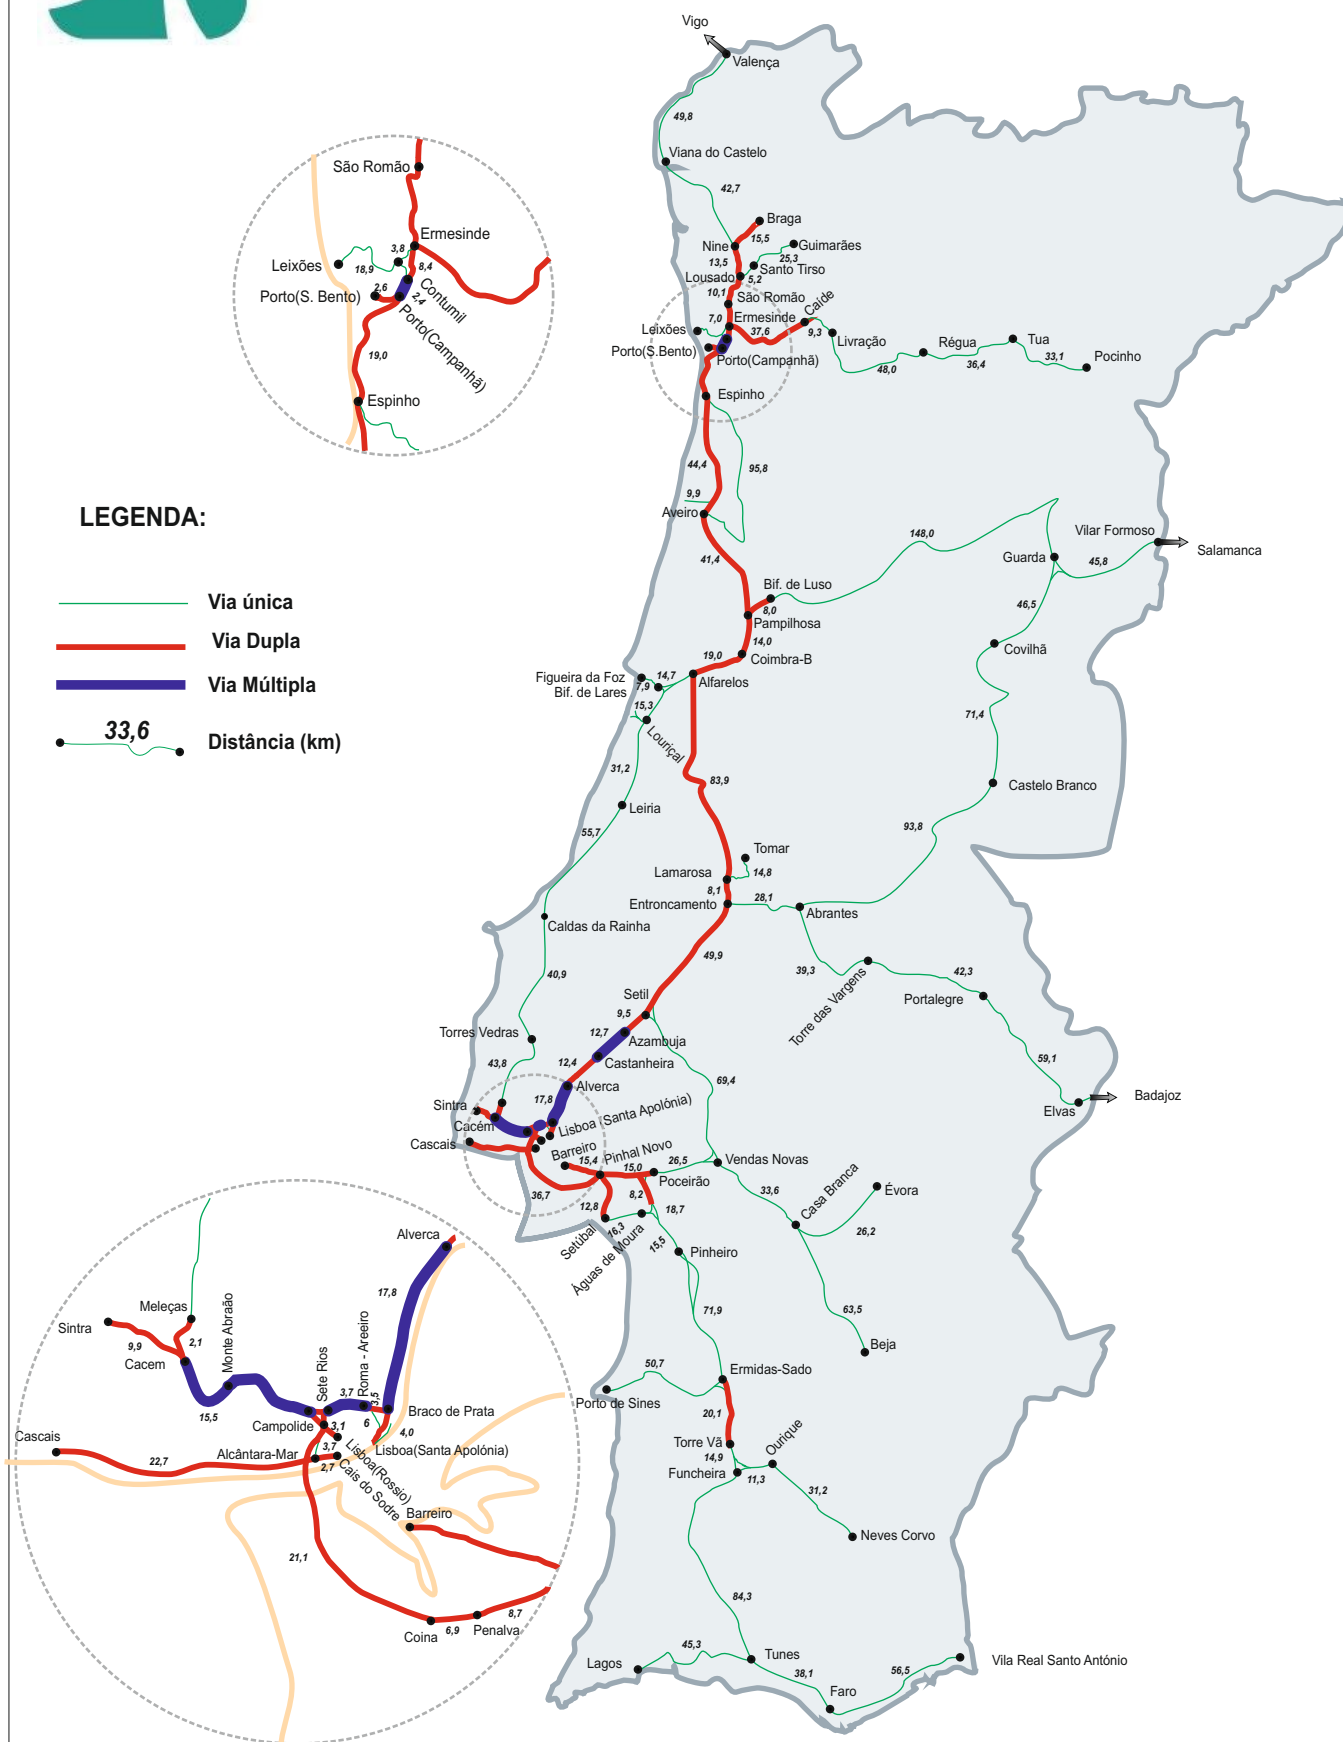 Vigo
Valença
49,8
Viana do Castelo
42,7
Braga
15,5
Nine
Guimarães
25,3
13,5
Santo Tirso
Lousado
5,2
10,1
São Romão
7,0
Ermesinde
Caíde
Leixões
37,6
9,3
Livração
Porto(S.Bento)
Porto(Campanhã)
48,0
Régua
36,4
Tua
33,1
Pocinho
Espinho
44,4
95,8
9,9
Aveiro
41,4
148,0
Vilar Formoso
Salamanca
Guarda
45,8
Bif. de Luso
8,0
Pampilhosa
46,5
14,0
Covilhã
19,0
Coimbra-B
Figueira da Foz
14,7
7,9
Bif. de Lares
Alfarelos
15,3
Louriçal
71,4
31,2
83,9
Castelo Branco
Leiria
55,7
93,8
Tomar
Lamarosa
14,8
8,1
28,1
Entroncamento
Abrantes
Caldas da Rainha
49,9
39,3
40,9
Torre das Vargens
42,3
Portalegre
Setil
9,5
Torres Vedras
12,7
Azambuja
Castanheira
43,8
12,4
59,1
Alverca
69,4
17,8
Sintra
Elvas
Badajoz
Cacém
Lisboa (Santa Apolónia)
Cascais
Barreiro
15,4
Pinhal Novo
15,0
26,5
Vendas Novas
Poceirão
36,7
8,2
33,6
Casa Branca
Évora
12,8
18,7
26,2
Setúbal
16,3
Àguas de Moura
15,5
Pinheiro
71,9
63,5
Beja
50,7
Ermidas-Sado
Porto de Sines
20,1
Torre Vã
14,9
Ourique
Funcheira
11,3
31,2
Neves Corvo
84,3
45,3
Tunes
Lagos
38,1
56,5
Vila Real Santo António
Faro
São Romão
Ermesinde
3,8
Leixões
18,9
8,4
Contumil
Porto(S. Bento)
2,6
2,4
Porto(Campanhã)
19,0
Espinho
LEGENDA:
Via única
Via Dupla
Via Múltipla
33,6
Distância (km)
Alverca
17,8
Meleças
Monte Abraão
Sintra
9,9
2,1
Cacem
Sete Rios
3,7
Roma - Areeiro
3,5
15,5
Braco de Prata
Campolide
3,1
6
4,0
Cascais
Alcântara-Mar
3,7
Lisboa(Santa Apolónia)
22,7
2,7
Lisboa(Rossio)
Cais do Sodre
Barreiro
21,1
8,7
Coina
6,9
Penalva